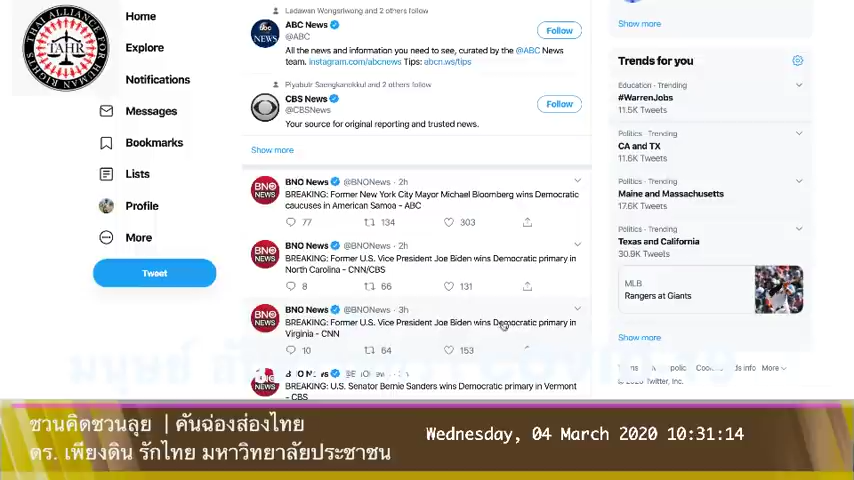 THAI ALLIANCE FOR HUMAN RIGHTS
TAHR
Home
Explore
Notifications
Messages
Bookmarks
Lists
Profile
More
Tweet
Ladawan Wongsriwong and 2 others follow
ABC News
@ABC
Follow
All the news and information you need to see, curated by the @ABC News
team. Instagram.com/abcnews Tips: abcn.ws/tips
Piyabutr Saengkanokkul and 2 others follow
CBS News
@CBSNews
Follow
Your source for original reporting and trusted news.
Show more
BNO News @BNONews · 2h
BREAKING: Former New York City Mayor Michael Bloomberg wins Democratic
caucuses in American Samoa - ABC
77 134 303
BNO News @BNONews · 2h
BREAKING: Former U.S. Vice President Joe Biden wins Democratic primary in
North Carolina - CNN/CBS
8 66 131
BNO News @BNONews · 3h
BREAKING: Former U.S. Vice President Joe Biden wins Democratic primary in
Virginia - CNN
10 64 153
BREAKING: U.S. Senator Bernie Sanders wins Democratic primary in Vermont
- CBS
Show more
Trends for you
Education · Trending
#WarrenJobs
11.5K Tweets
Politics · Trending
CA and TX
11.6K Tweets
Politics · Trending
Maine and Massachusetts
17.6K Tweets
Politics · Trending
Texas and California
30.9K Tweets
MLB
Rangers at Giants
Show more
More
© 2020 Twitter, Inc.
ชวนคิดชวนลุย | คันฉ่องส่องไทย
ดร. เพียงดิน รักไทย มหาวิทยาลัยประชาชน
Wednesday, 04 March 2020 10:31:14